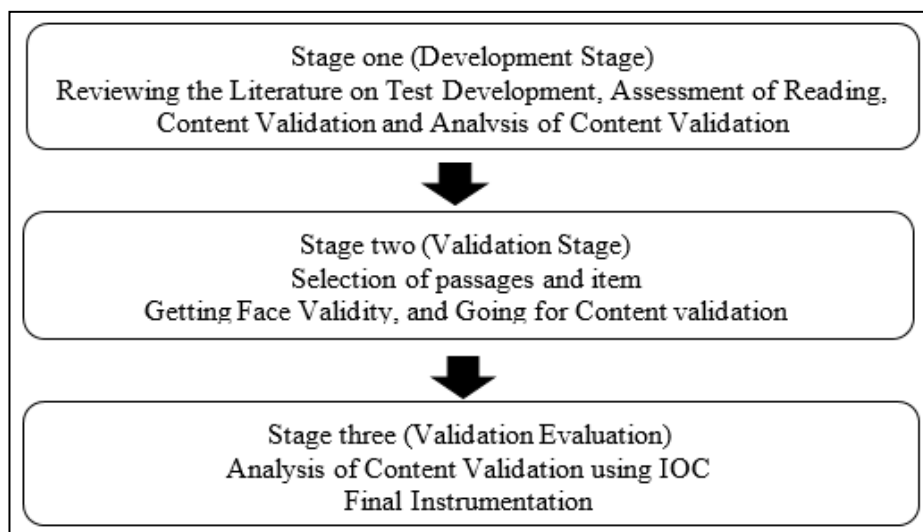 Stage one (Development Stage)
Reviewing the Literature on Test Development, Assessment of Reading,
Content Validation and Analysis of Content Validation
Stage two (Validation Stage)
Selection of passages and item
Getting Face Validity, and Going for Content validation
Stage three (Validation Evaluation)
Analysis of Content Validation using IOC
Final Instrumentation